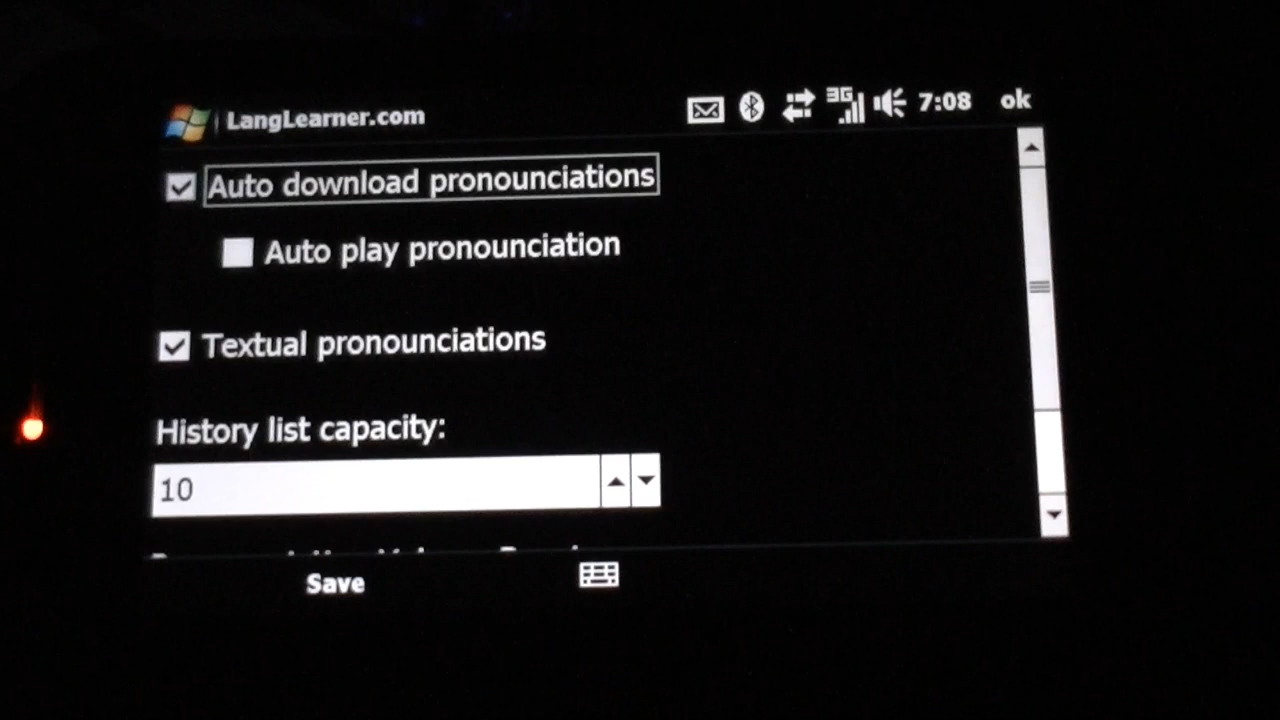 LangLearner.com 3G 7:08 ok
Auto download pronounciations
Auto play pronounciation
Textual pronounciations
History list capacity:
10
Save